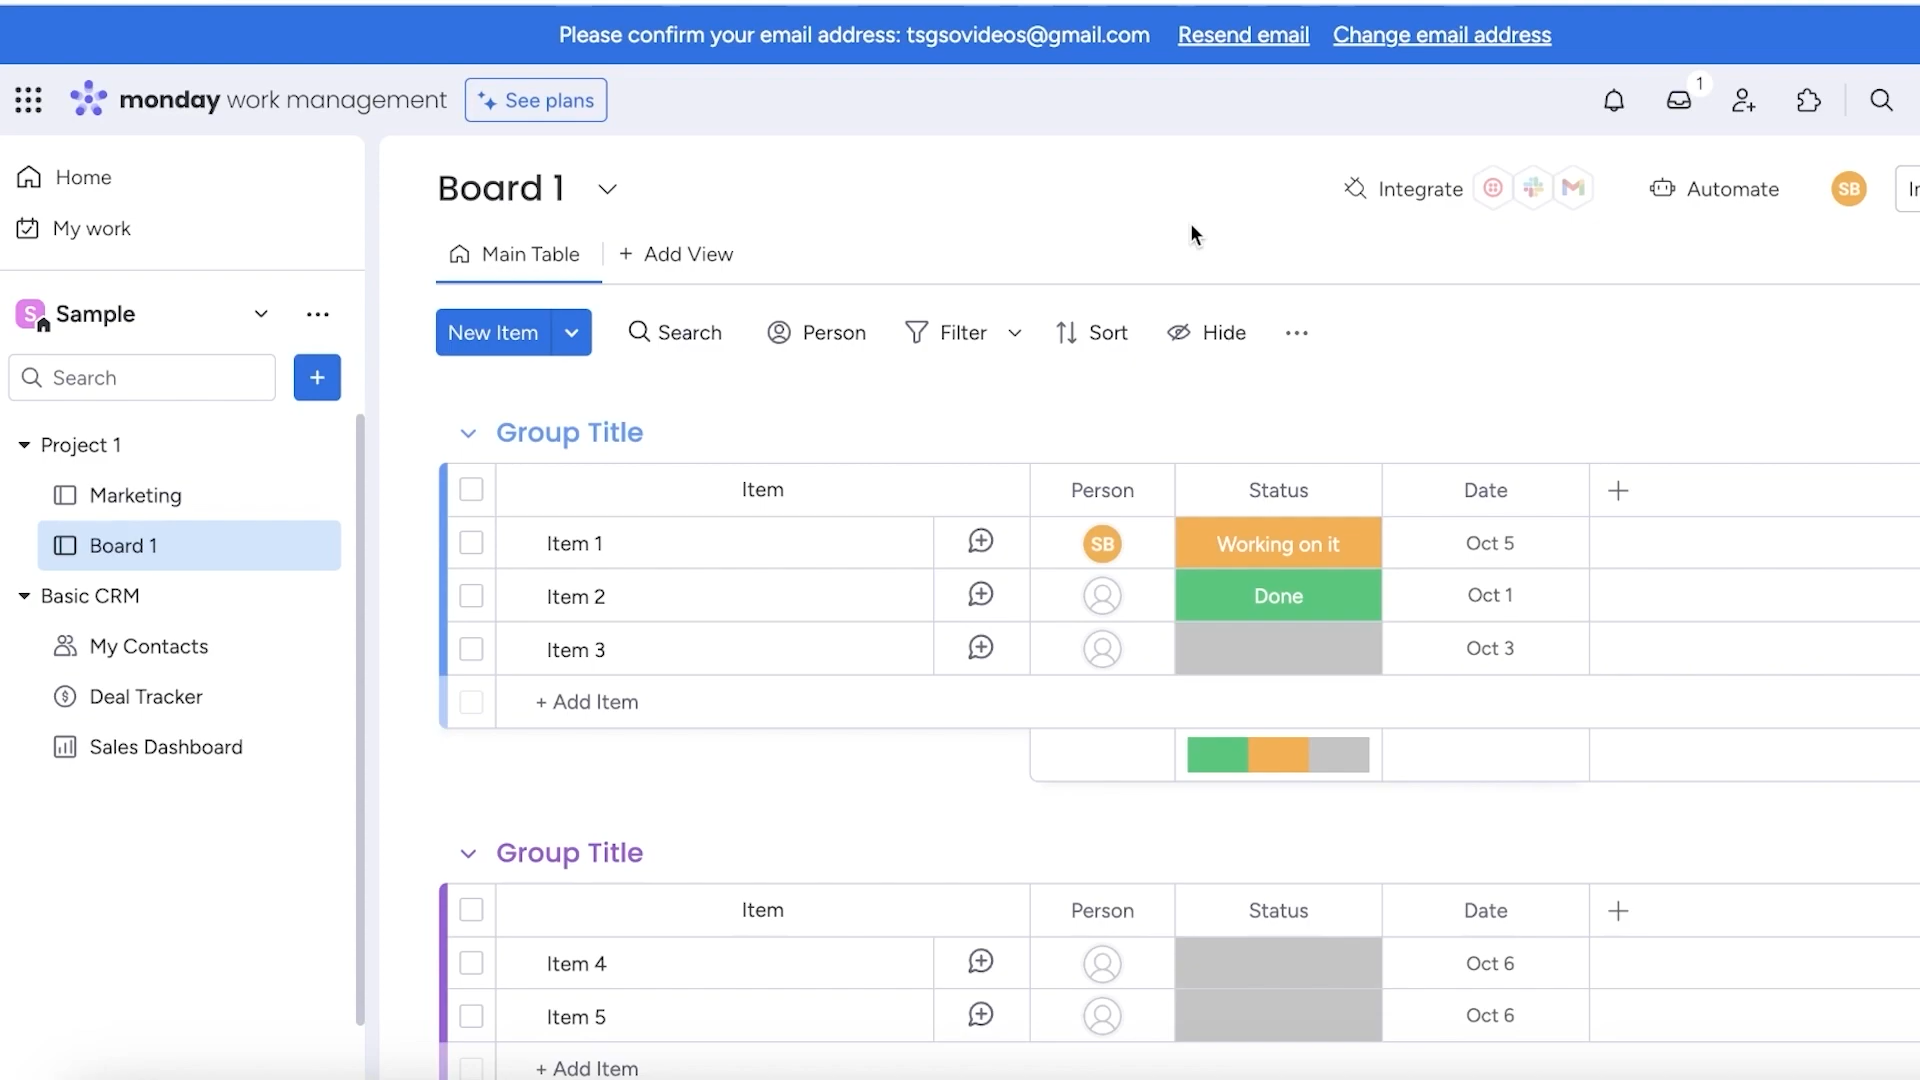 Please confirm your email address: tsgsovideos@gmail.com Resend email Change email address
monday work management See plans 1
Home
My work
Sample
Search +
Project 1
Marketing
Board 1
Basic CRM
My Contacts
Deal Tracker
Sales Dashboard
Board 1 Integrate Automate SB
Main Table + Add View
New Item Search Person Filter Sort Hide
Group Title
Item Person Status Date +
Item 1 SB Working on it Oct 5
Item 2 Done Oct 1
Item 3 Oct 3
+ Add Item
Group Title
Item Person Status Date +
Item 4 Oct 6
Item 5 Oct 6
+ Add Item